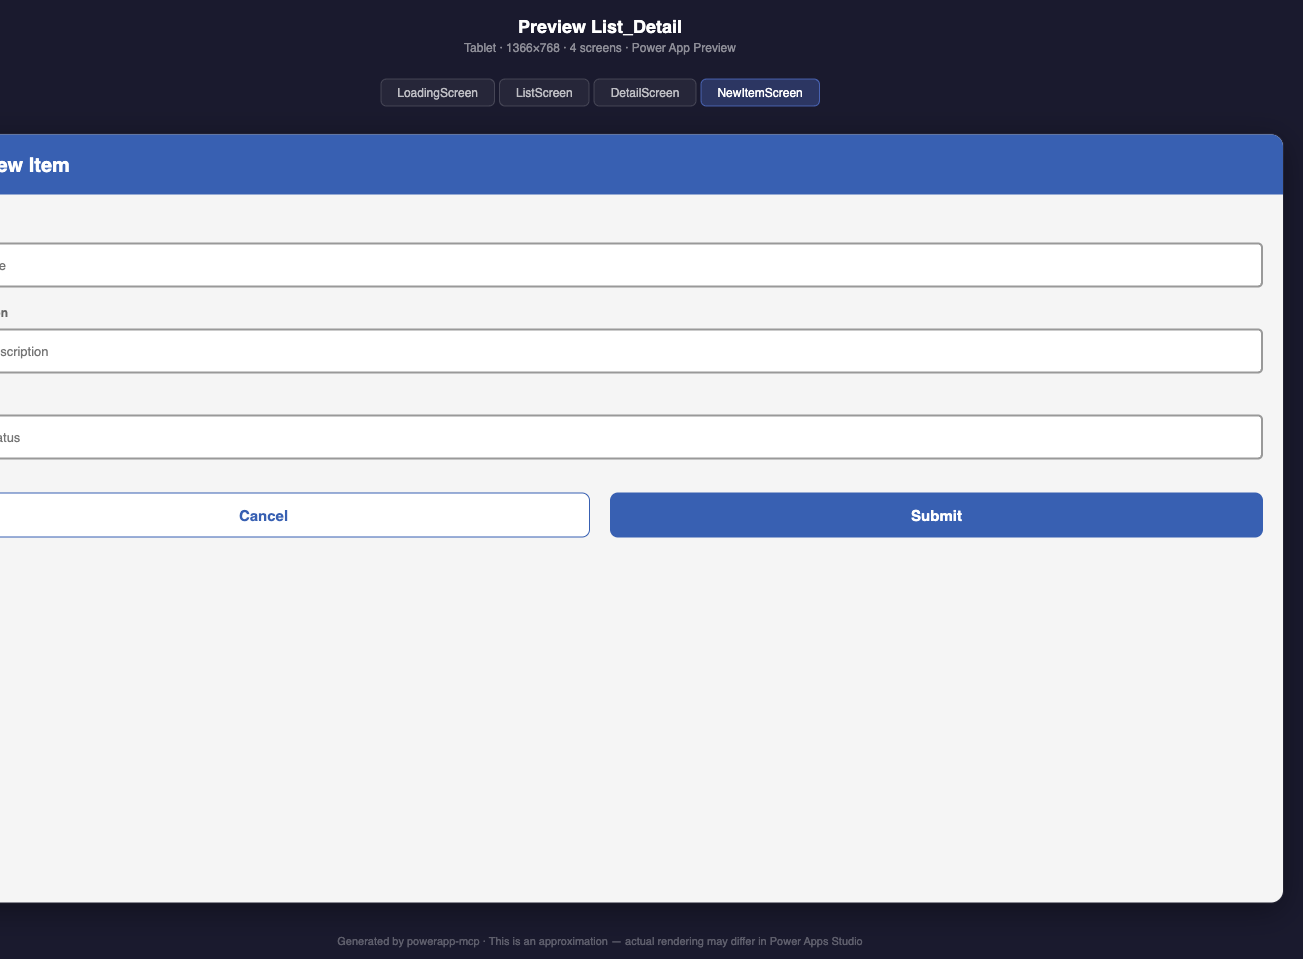 Preview List_Detail
Tablet · 1366×768 · 4 screens · Power App Preview
LoadingScreen ListScreen DetailScreen NewItemScreen
ew Item
e
n
scription
atus
Cancel Submit
Generated by powerapp-mcp · This is an approximation — actual rendering may differ in Power Apps Studio